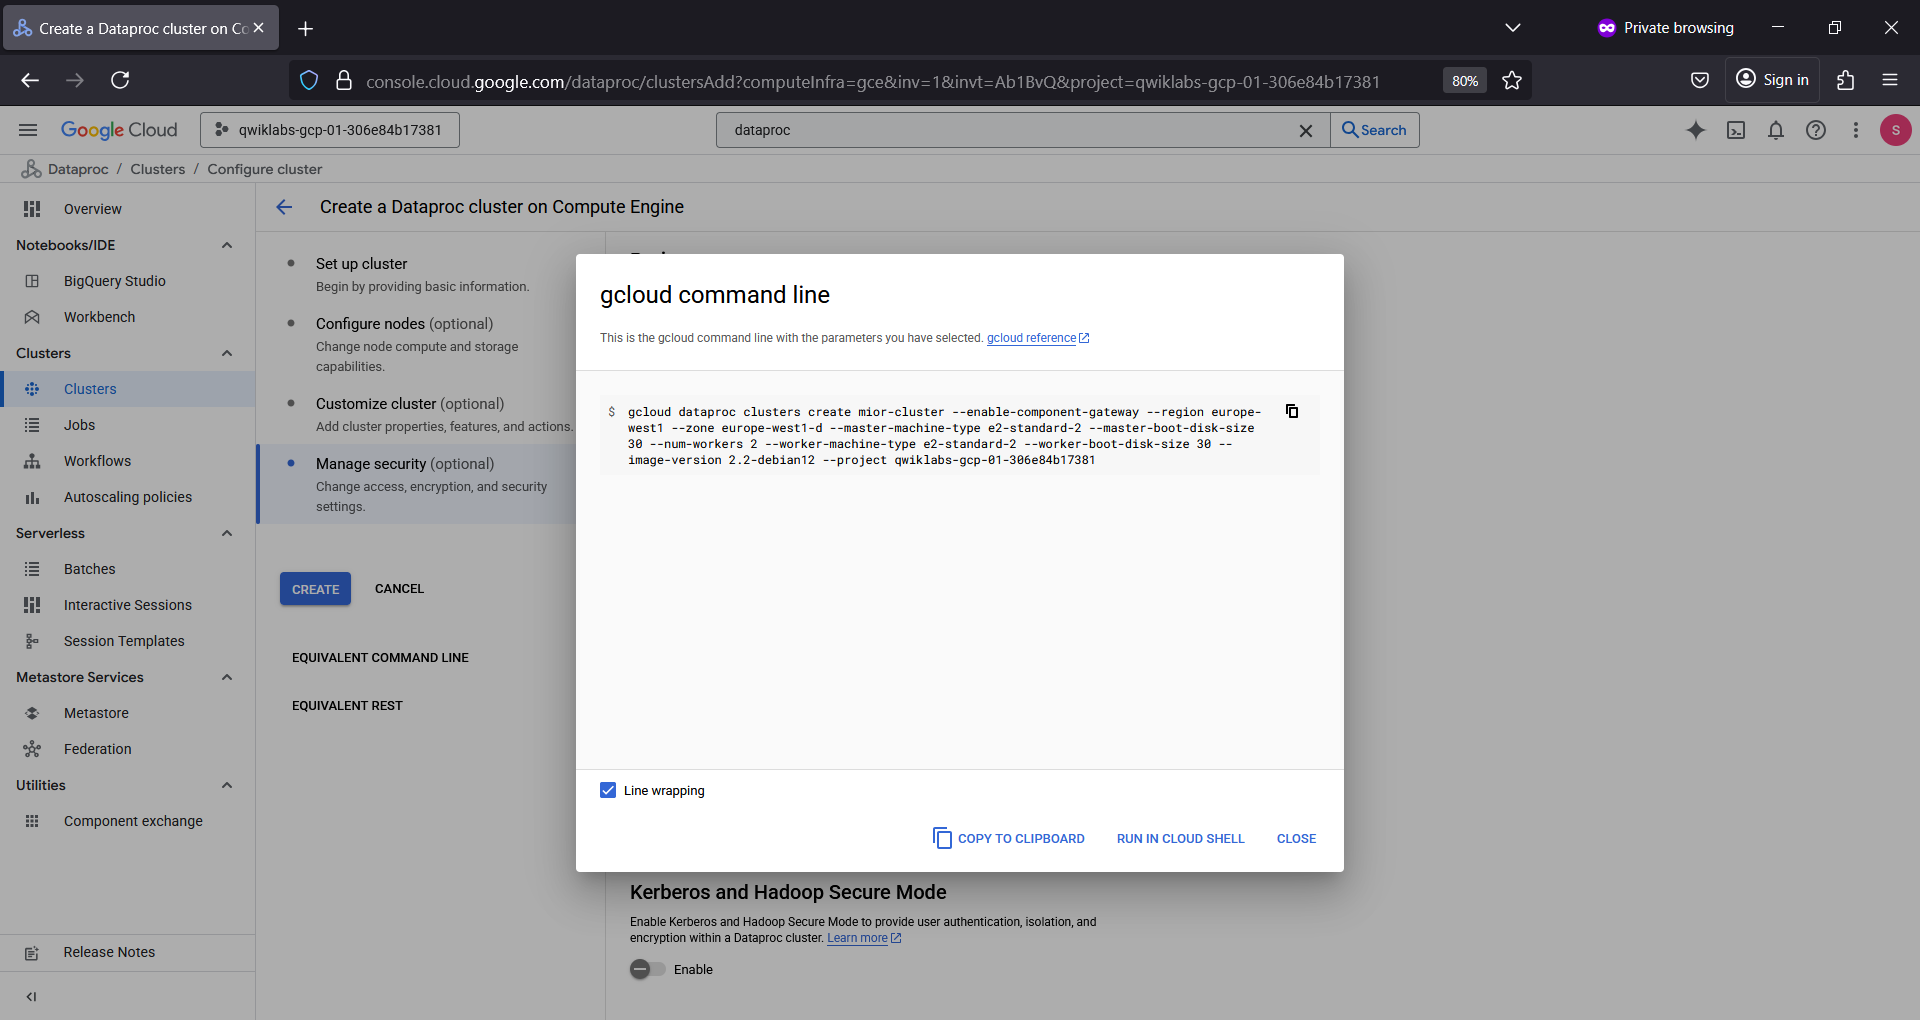 Create a Dataproc cluster on Co
Private browsing
console.cloud.google.com/dataproc/clustersAdd?computeInfra=gce&inv=1&invt=Ab1BvQ&project=qwiklabs-gcp-01-306e84b17381
80%
Sign in
Google Cloud
qwiklabs-gcp-01-306e84b17381
dataproc
Search
S
Dataproc / Clusters / Configure cluster
Overview
Notebooks/IDE
BigQuery Studio
Workbench
Clusters
Clusters
Jobs
Workflows
Autoscaling policies
Serverless
Batches
Interactive Sessions
Session Templates
Metastore Services
Metastore
Federation
Utilities
Component exchange
Release Notes
Create a Dataproc cluster on Compute Engine
Set up cluster
Begin by providing basic information.
Configure nodes (optional)
Change node compute and storage
capabilities.
Customize cluster (optional)
Add cluster properties, features, and actions.
Manage security (optional)
Change access, encryption, and security
settings.
CREATE
CANCEL
EQUIVALENT COMMAND LINE
EQUIVALENT REST
gcloud command line
This is the gcloud command line with the parameters you have selected. gcloud reference
$ gcloud dataproc clusters create mior-cluster --enable-component-gateway --region europe-
west1 --zone europe-west1-d --master-machine-type e2-standard-2 --master-boot-disk-size
30 --num-workers 2 --worker-machine-type e2-standard-2 --worker-boot-disk-size 30 --
image-version 2.2-debian12 --project qwiklabs-gcp-01-306e84b17381
Line wrapping
COPY TO CLIPBOARD
RUN IN CLOUD SHELL
CLOSE
Kerberos and Hadoop Secure Mode
Enable Kerberos and Hadoop Secure Mode to provide user authentication, isolation, and
encryption within a Dataproc cluster. Learn more
Enable